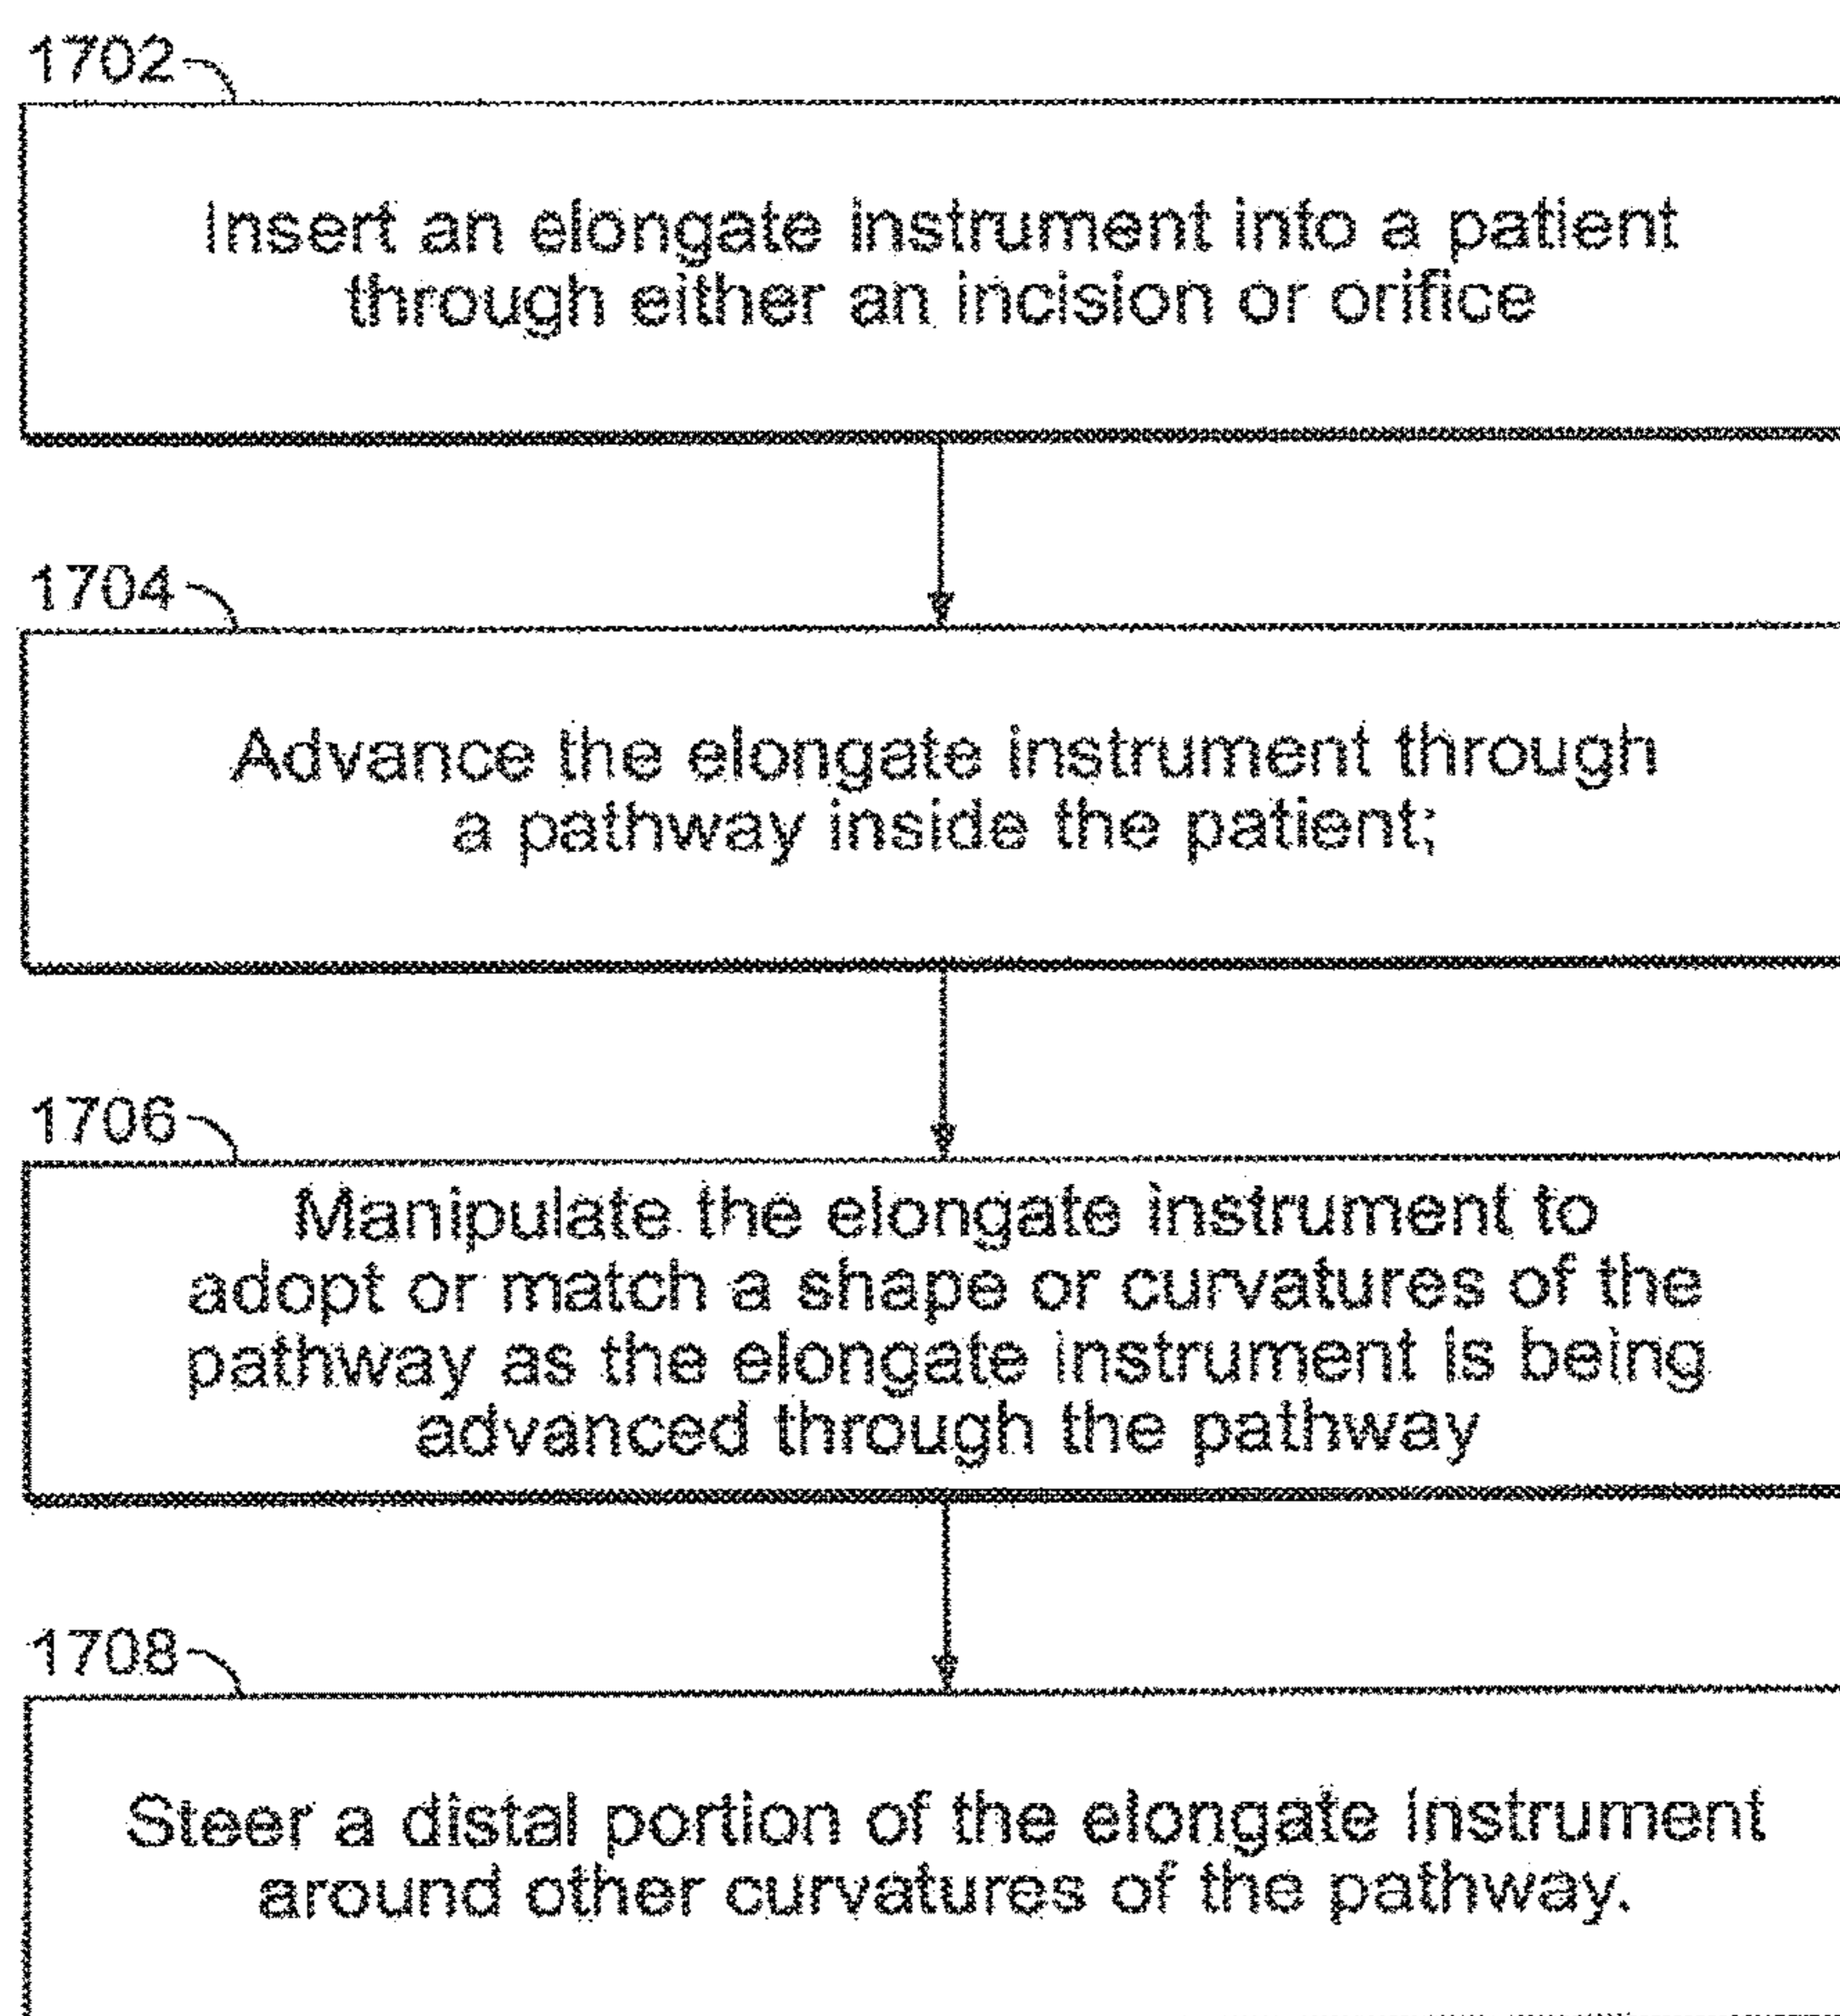 1702
Insert an elongate instrument into a patient
through either an incision or orifice
1704
Advance the elongate instrument through
a pathway inside the patient;
1706
Manipulate the elongate instrument to
adopt or match a shape or curvatures of the
pathway as the elongate instrument is being
advanced through the pathway
1708
Steer a distal portion of the elongate instrument
around other curvatures of the pathway.